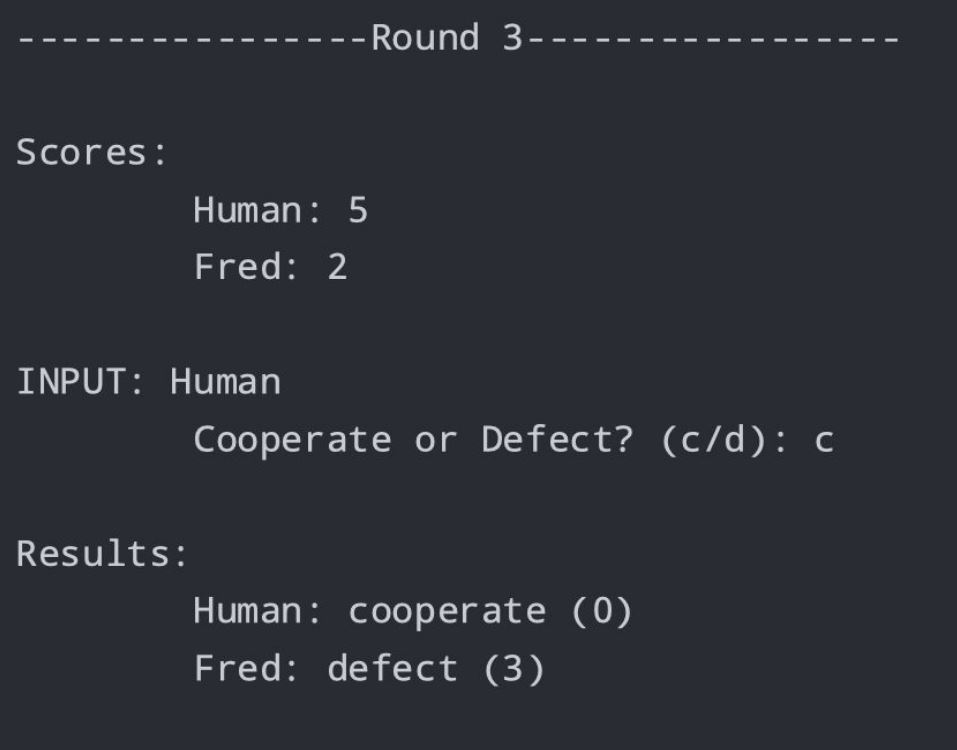 ----------------Round 3-----------------
Scores:
Human: 5
Fred: 2
INPUT: Human
Cooperate or Defect? (c/d): c
Results:
Human: cooperate (0)
Fred: defect (3)